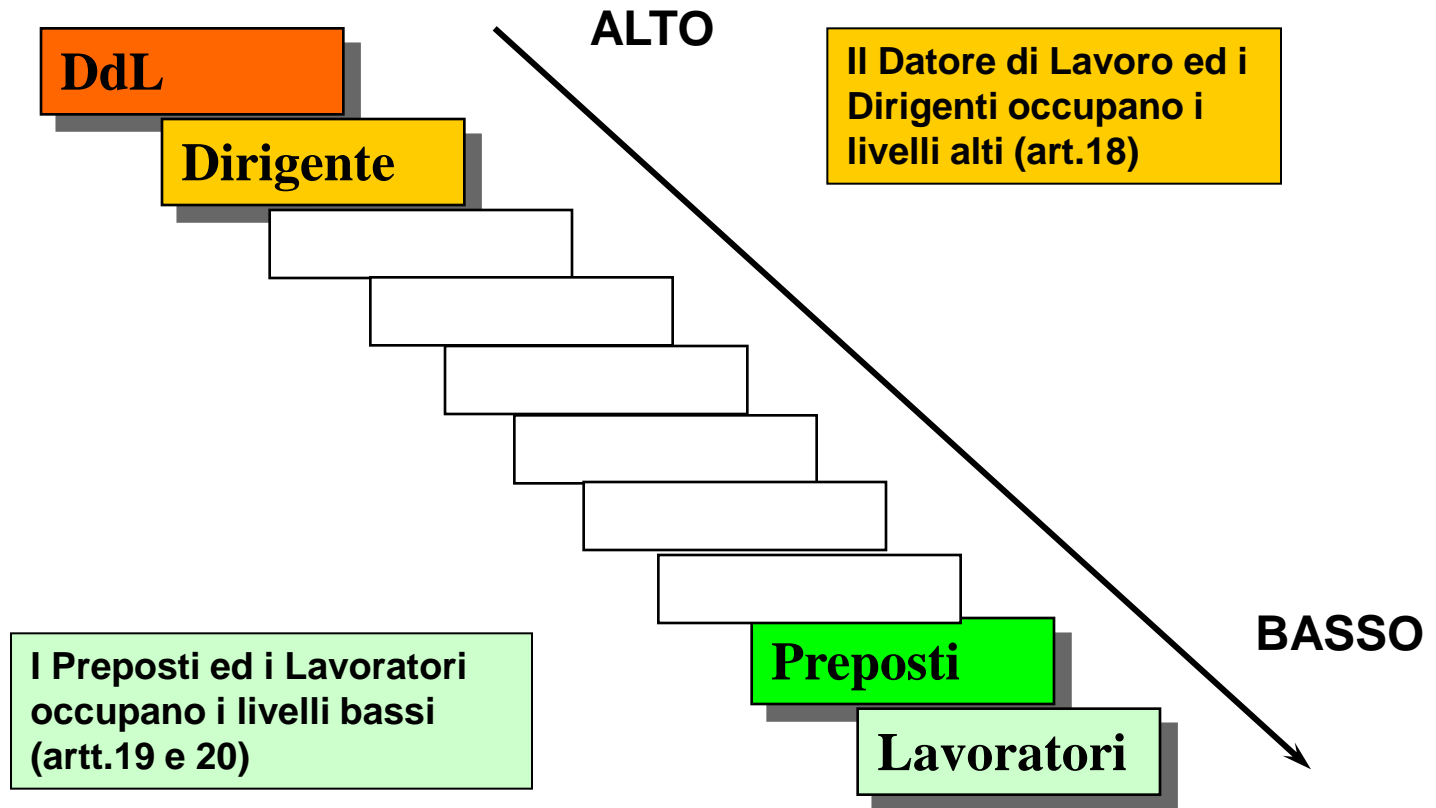 ALTO
DdL
Il Datore di Lavoro ed i
Dirigenti occupano i
livelli alti (art.18)
Dirigente
BASSO
I Preposti ed i Lavoratori
occupano i livelli bassi
(artt.19 e 20)
Preposti
Lavoratori